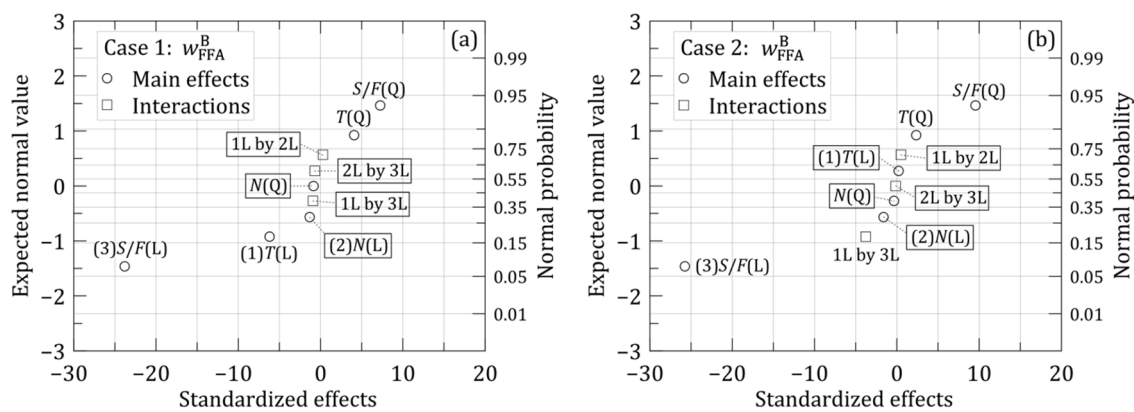 (a)
Case 1: w^B_FFA
Main effects
Interactions
S/F(Q)
T(Q)
1L by 2L
2L by 3L
N(Q)
1L by 3L
(2)N(L)
(1)T(L)
(3)S/F(L)
Expected normal value
3
2
1
0
−1
−2
−3
Normal probability
0.99
0.95
0.75
0.55
0.35
0.15
0.05
0.01
−30 −20 −10 0 10 20
Standardized effects
(b)
Case 2: w^B_FFA
Main effects
Interactions
S/F(Q)
T(Q)
(1)T(L)
1L by 2L
N(Q)
2L by 3L
(2)N(L)
1L by 3L
(3)S/F(L)
Expected normal value
3
2
1
0
−1
−2
−3
Normal probability
0.99
0.95
0.75
0.55
0.35
0.15
0.05
0.01
−30 −20 −10 0 10 20
Standardized effects